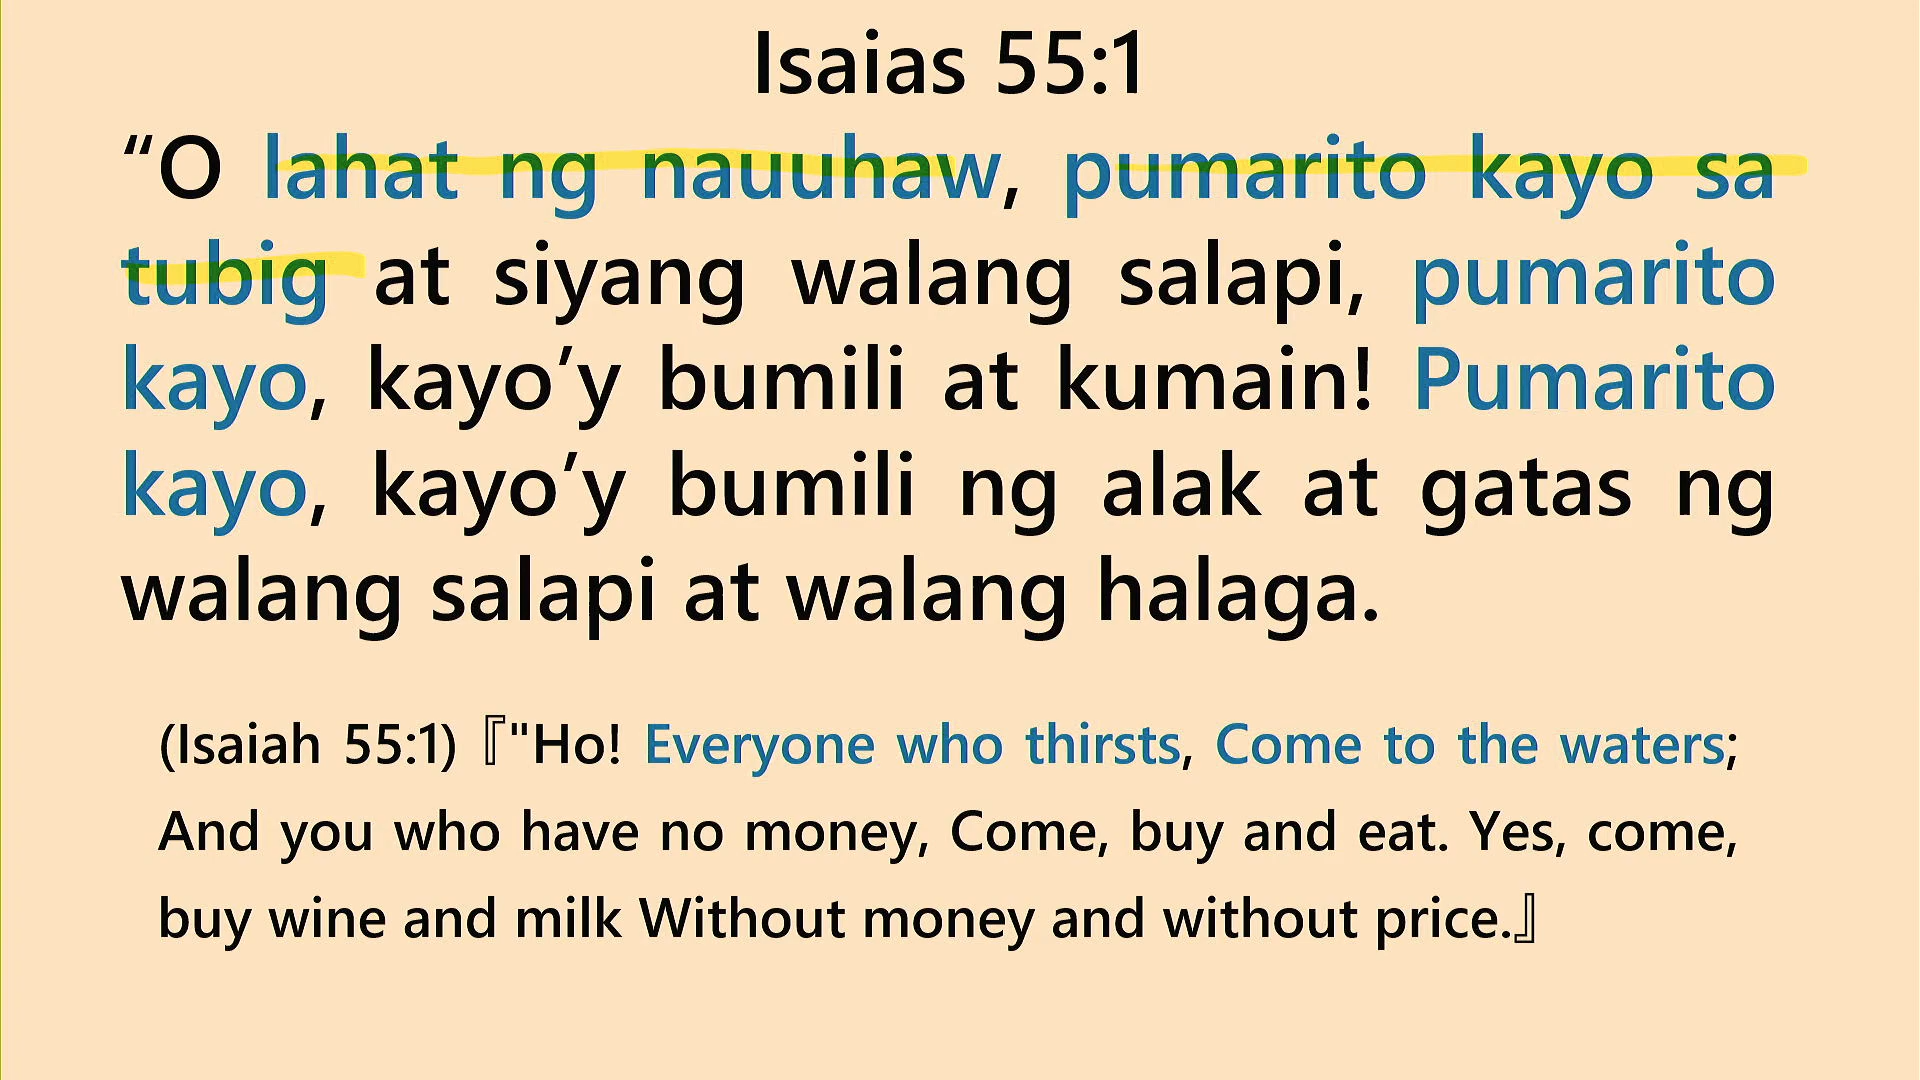 Isaias 55:1
“O lahat ng nauuhaw, pumarito kayo sa
tubig at siyang walang salapi, pumarito
kayo, kayo’y bumili at kumain! Pumarito
kayo, kayo’y bumili ng alak at gatas ng
walang salapi at walang halaga.
(Isaiah 55:1)『"Ho! Everyone who thirsts, Come to the waters;
And you who have no money, Come, buy and eat. Yes, come,
buy wine and milk Without money and without price.』